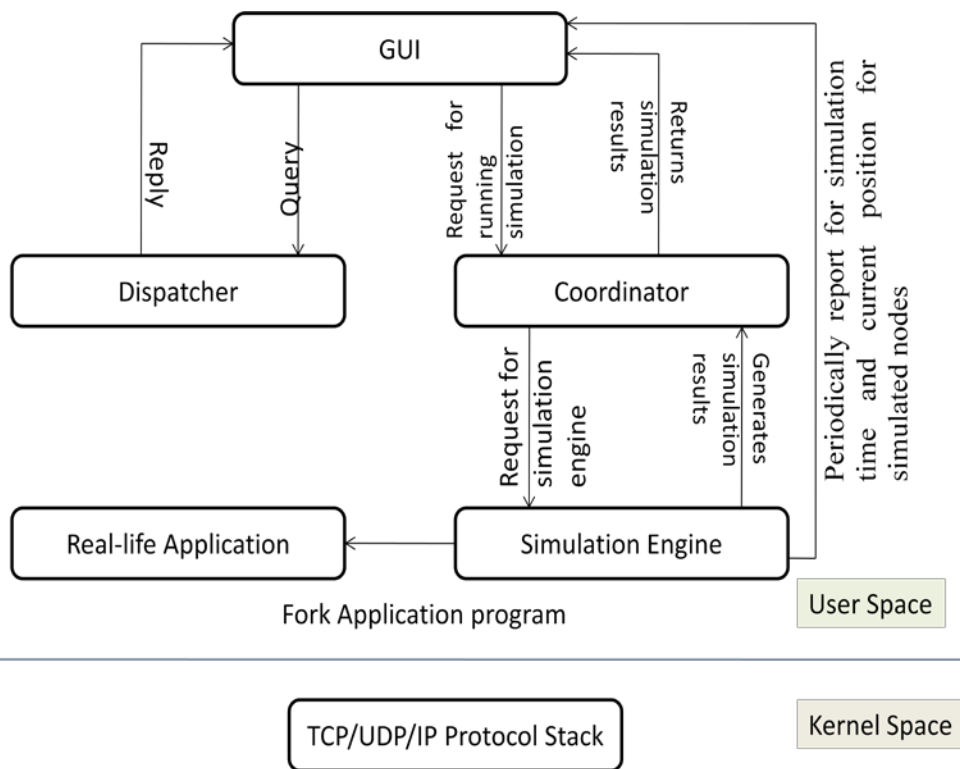 GUI
Reply
Query
Request for
running
simulation
Returns
simulation
results
Periodically report for simulation
time and current position for
simulated nodes
Dispatcher
Coordinator
Request for
simulation
engine
Generates
simulation
results
Real-life Application
Simulation Engine
Fork Application program
User Space
TCP/UDP/IP Protocol Stack
Kernel Space